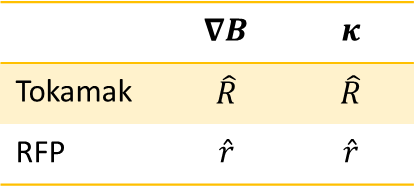 ∇B κ
Tokamak R̂ R̂
RFP r̂ r̂